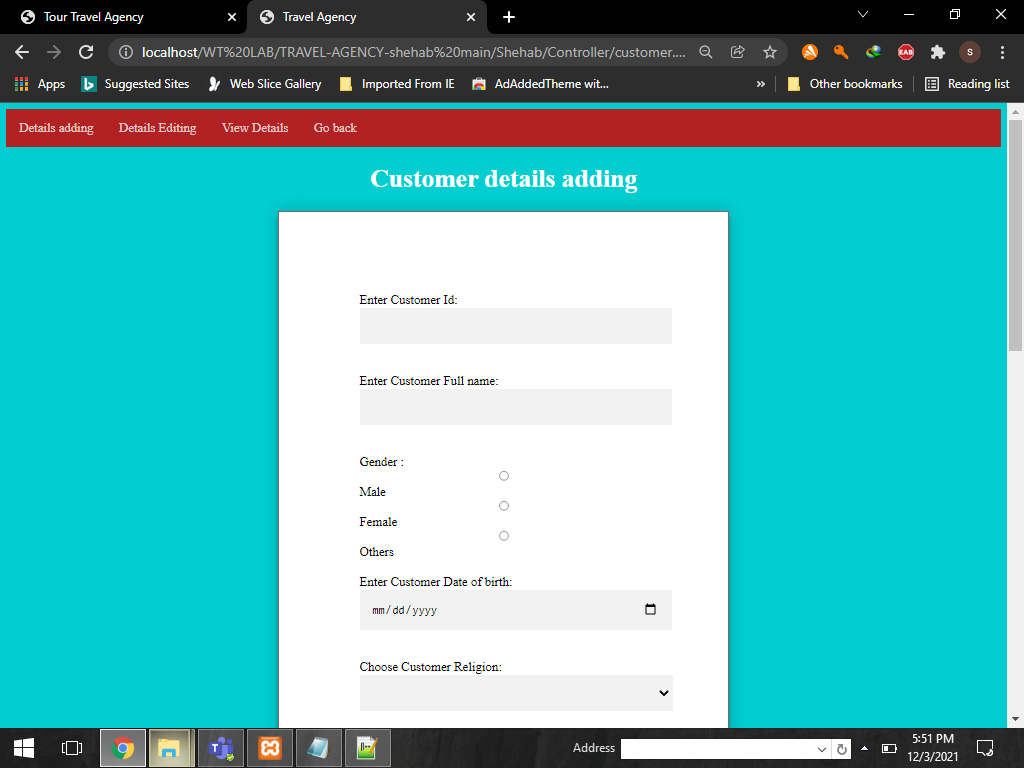 Tour Travel Agency
Travel Agency
localhost/WT%20LAB/TRAVEL-AGENCY-shehab%20main/Shehab/Controller/customer....
EAB
S
Apps
b
Suggested Sites
Web Slice Gallery
Imported From IE
AdAddedTheme wit...
»
Other bookmarks
Reading list
Details adding
Details Editing
View Details
Go back
Customer details adding
Enter Customer Id:
Enter Customer Full name:
Gender :
Male
Female
Others
Enter Customer Date of birth:
mm/dd/yyyy
Choose Customer Religion:
Address
5:51 PM
12/3/2021